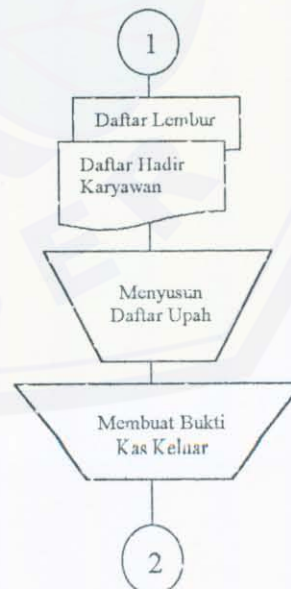 1
Daftar Lembur
Daftar Hadir
Karyawan
Menyusun
Daftar Upah
Membuat Bukti
Kas Keluar
2